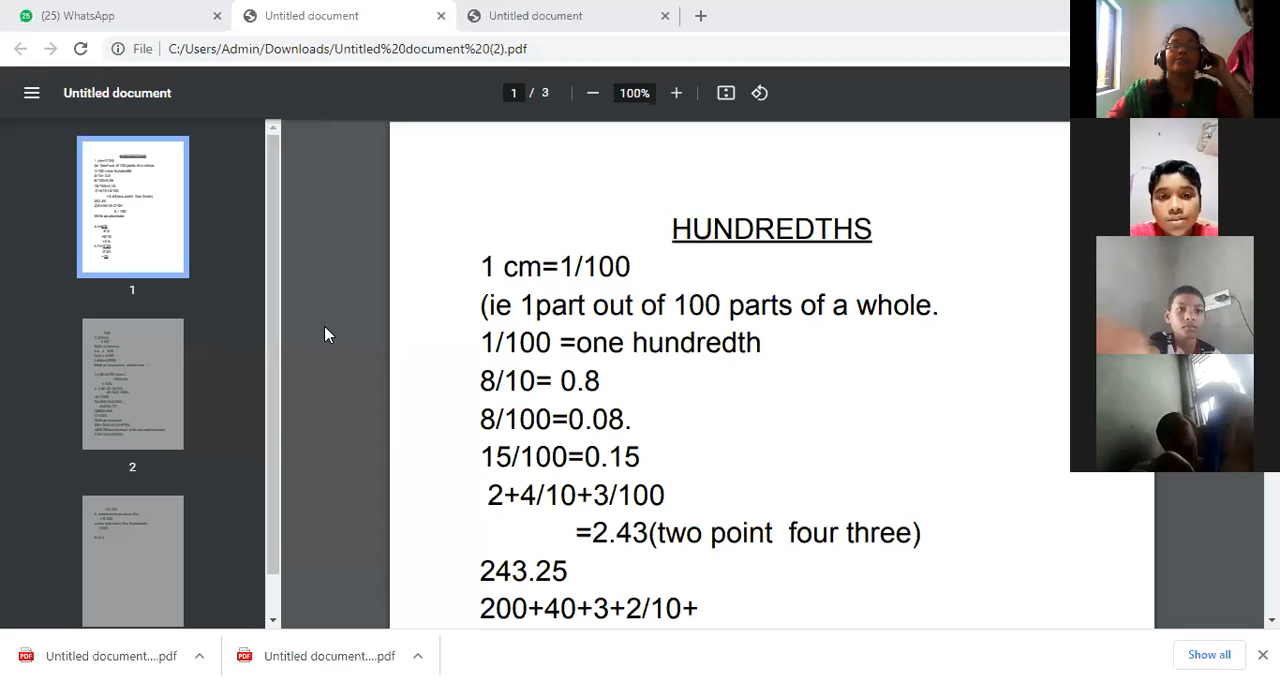 (25) WhatsApp
Untitled document
Untitled document
File C:/Users/Admin/Downloads/Untitled%20document%20(2).pdf
Untitled document
1 / 3
100%
HUNDREDTHS
1 cm=1/100
(ie 1part out of 100 parts of a whole.
1/100 =one hundredth
8/10= 0.8
8/100=0.08.
15/100=0.15
2+4/10+3/100
=2.43(two point four three)
243.25
200+40+3+2/10+
1
2
Untitled document....pdf
Untitled document....pdf
Show all